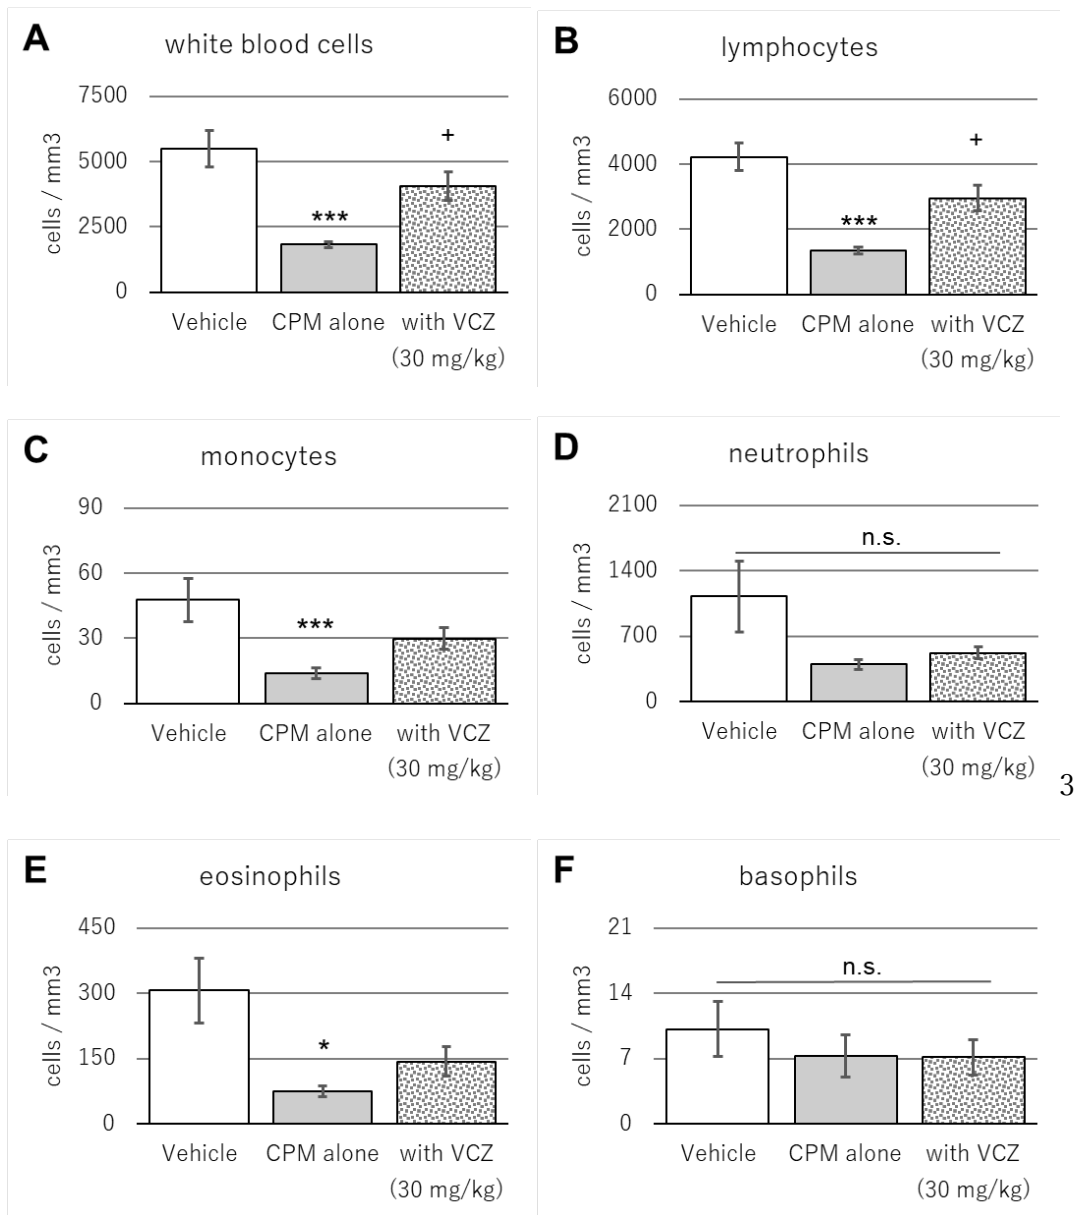 A
white blood cells
7500
5000
2500
0
cells / mm3
***
+
Vehicle
CPM alone
with VCZ
(30 mg/kg)
B
lymphocytes
6000
4000
2000
0
cells / mm3
***
+
Vehicle
CPM alone
with VCZ
(30 mg/kg)
C
monocytes
90
60
30
0
cells / mm3
***
Vehicle
CPM alone
with VCZ
(30 mg/kg)
D
neutrophils
2100
1400
700
0
cells / mm3
n.s.
Vehicle
CPM alone
with VCZ
(30 mg/kg)
3
E
eosinophils
450
300
150
0
cells / mm3
*
Vehicle
CPM alone
with VCZ
(30 mg/kg)
F
basophils
21
14
7
0
cells / mm3
n.s.
Vehicle
CPM alone
with VCZ
(30 mg/kg)